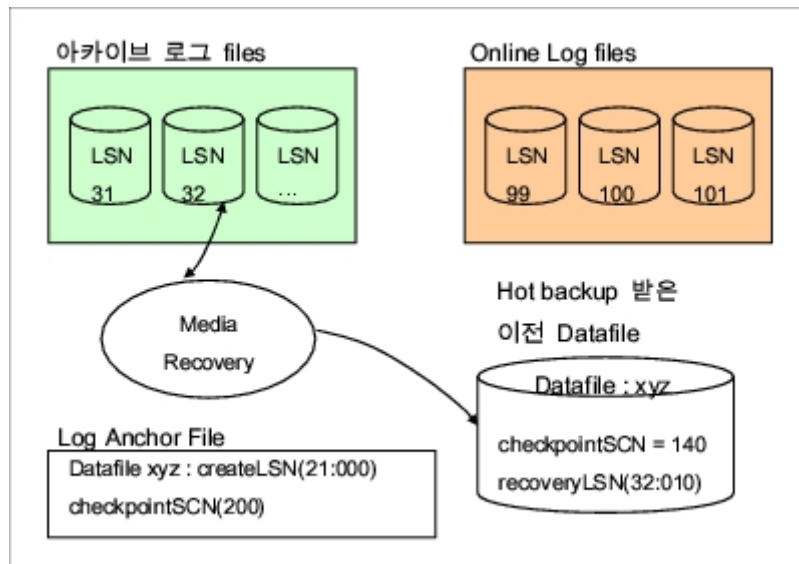 아카이브 로그 files
LSN
31
LSN
32
LSN
...
Online Log files
LSN
99
LSN
100
LSN
101
Media
Recovery
Hot backup 받은
이전 Datafile
Datafile : xyz
checkpointSCN = 140
recoveryLSN(32:010)
Log Anchor File
Datafile xyz : createLSN(21:000)
checkpointSCN(200)